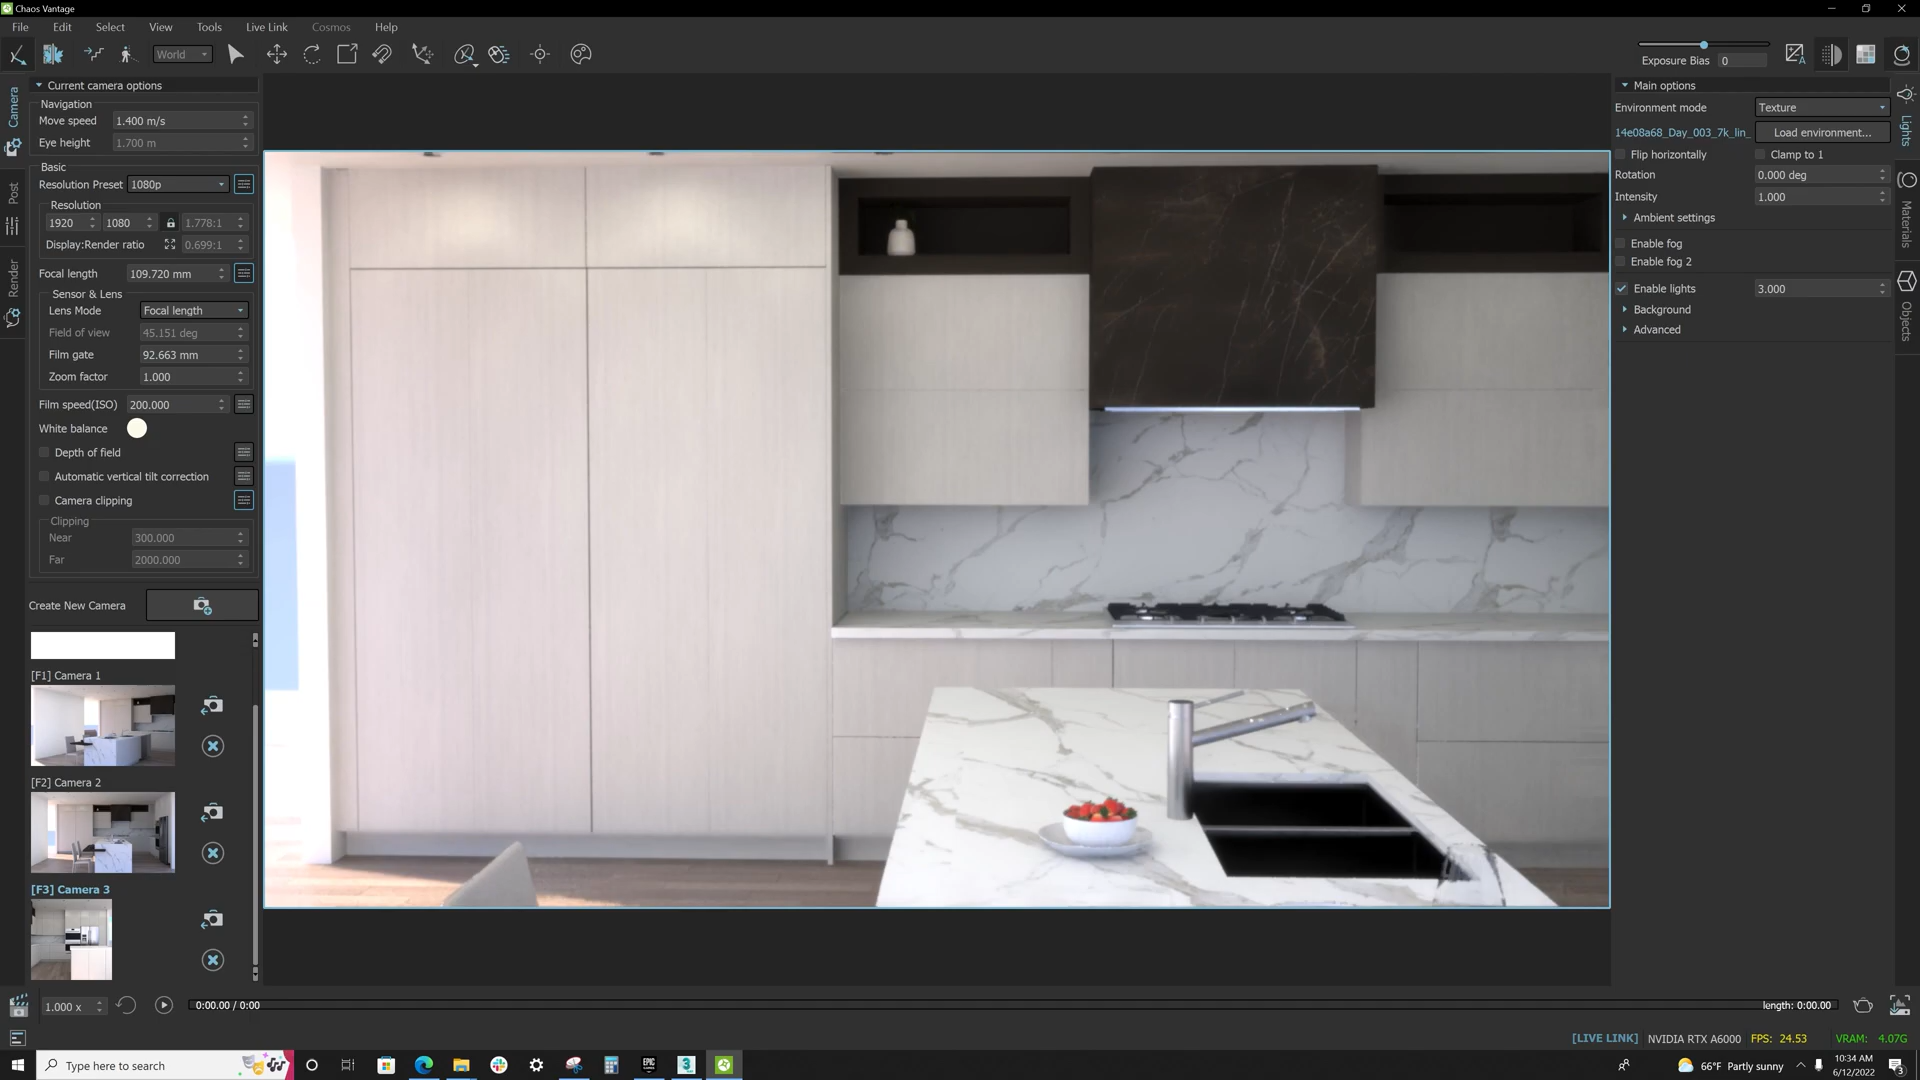 Chaos Vantage
File Edit Select View Tools Live Link Cosmos Help
World
Exposure Bias 0
Camera
Post
Render
Current camera options
Navigation
Move speed 1.400 m/s
Eye height 1.700 m
Basic
Resolution Preset 1080p
Resolution
1920 1080 1.778:1
Display:Render ratio 0.699:1
Focal length 109.720 mm
Sensor & Lens
Lens Mode Focal length
Field of view 45.151 deg
Film gate 92.663 mm
Zoom factor 1.000
Film speed(ISO) 200.000
White balance
Depth of field
Automatic vertical tilt correction
Camera clipping
Clipping
Near 300.000
Far 2000.000
Create New Camera
[F1] Camera 1
[F2] Camera 2
[F3] Camera 3
Main options
Environment mode Texture
14e08a68_Day_003_7k_lin_ Load environment...
Flip horizontally Clamp to 1
Rotation 0.000 deg
Intensity 1.000
Ambient settings
Enable fog
Enable fog 2
Enable lights 3.000
Background
Advanced
Lights
Materials
Objects
1.000 x 0:00.00 / 0:00 length: 0:00.00
[LIVE LINK] NVIDIA RTX A6000 FPS: 24.53 VRAM: 4.07G
Type here to search
EPIC
3
66°F Partly sunny
10:34 AM
6/12/2022
3